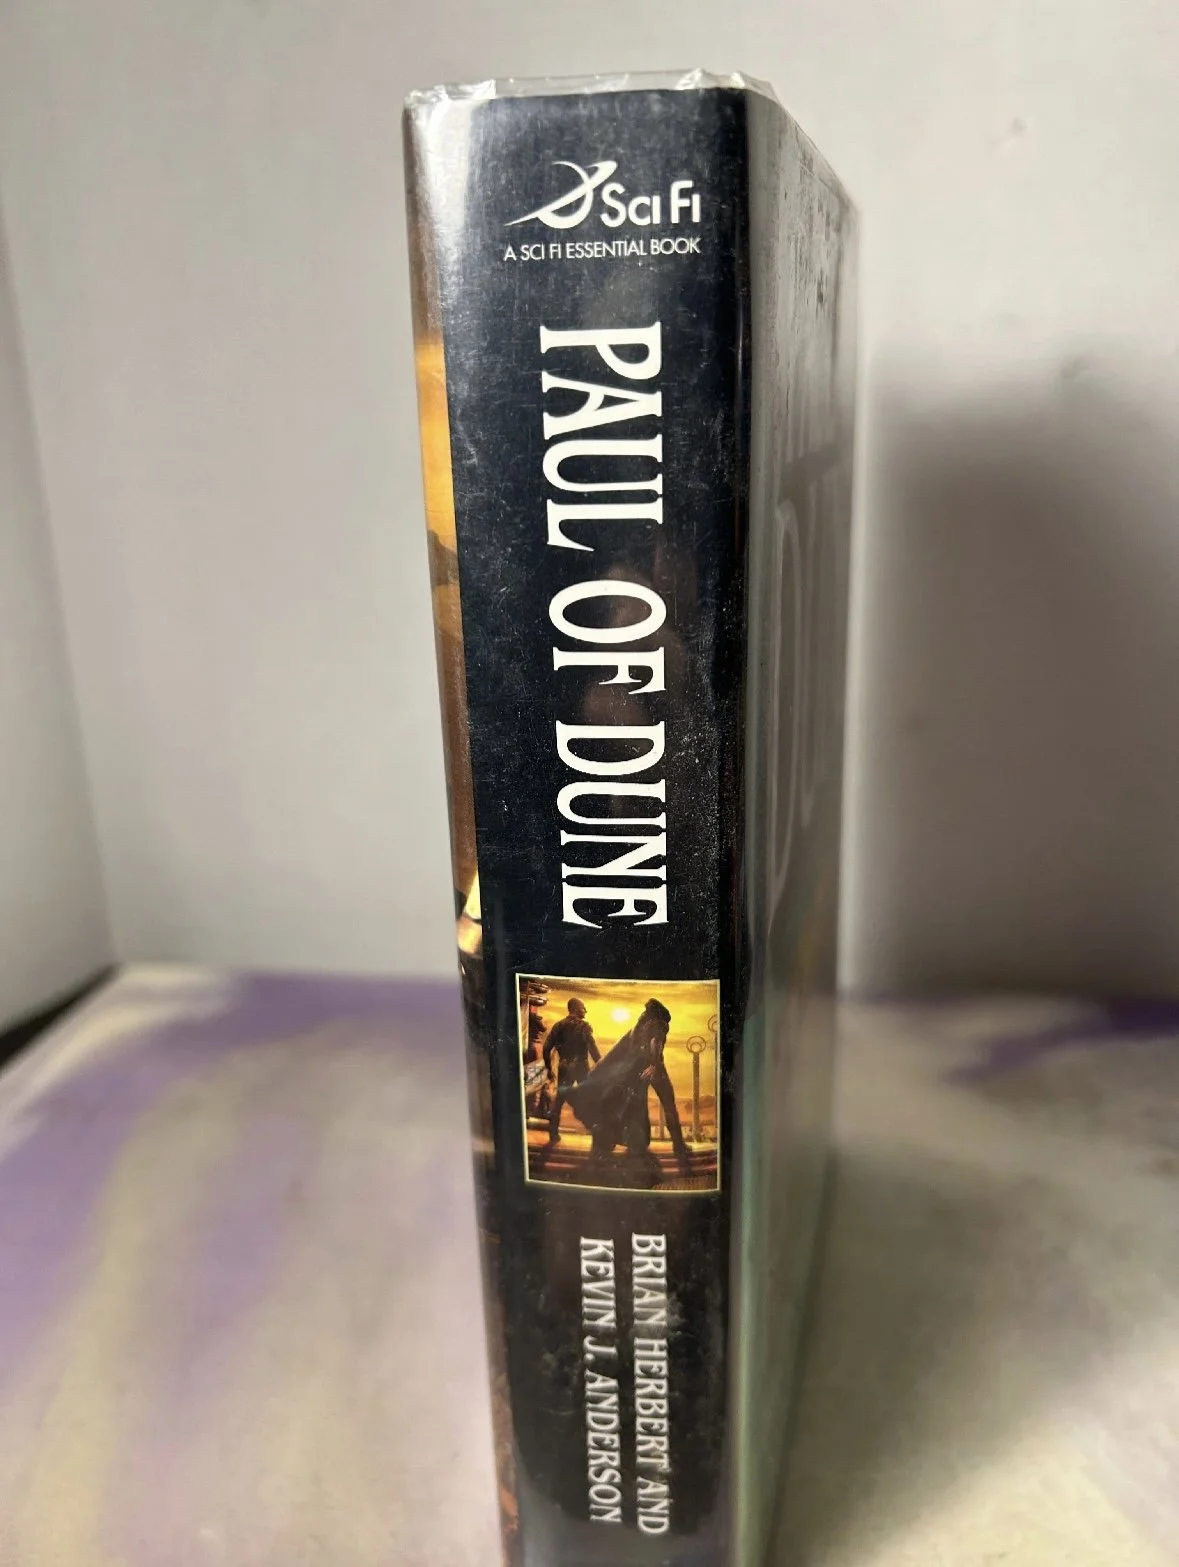 SCI FI
A SCI FI ESSENTIAL BOOK
PAUL OF DUNE
BRIAN HERBERT AND
KEVIN J. ANDERSON